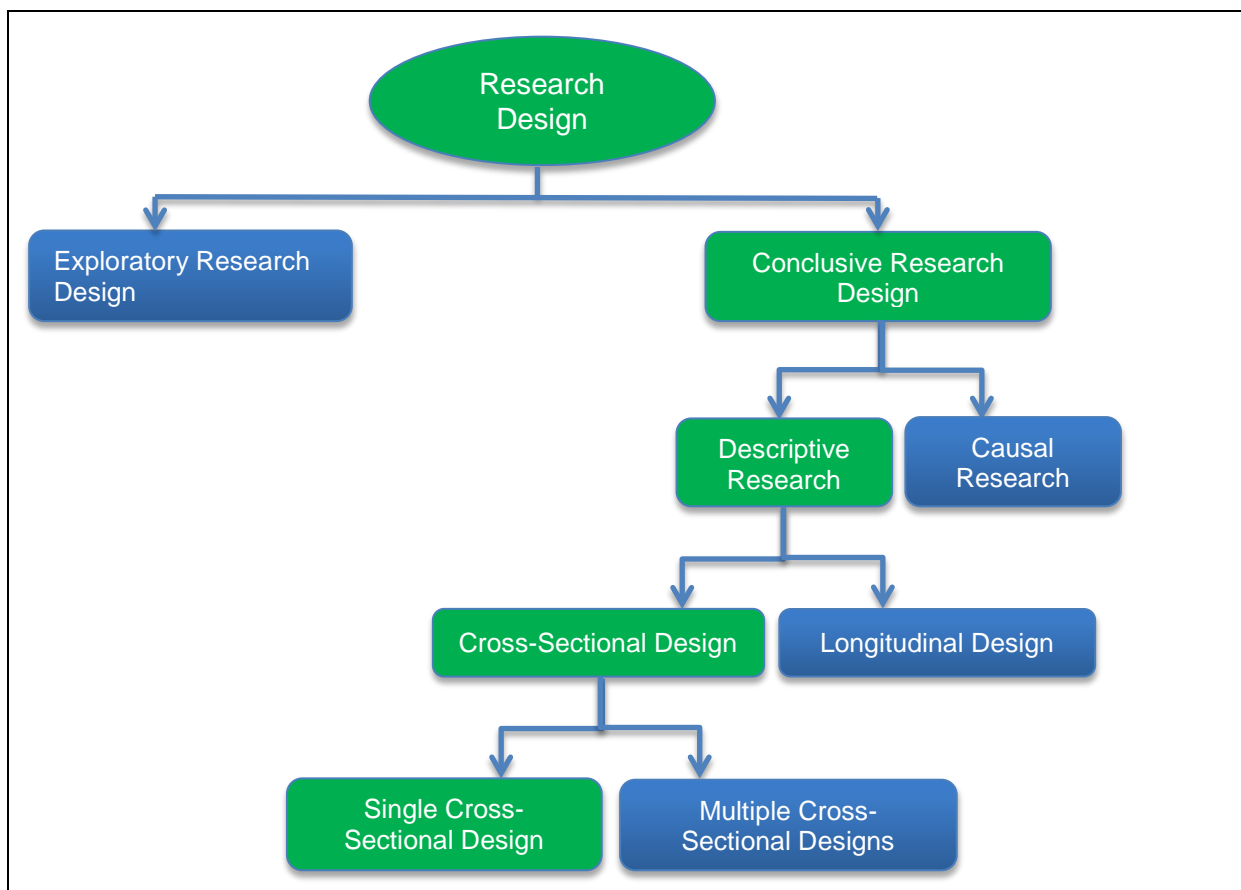 Research
Design
Exploratory Research
Design
Conclusive Research
Design
Descriptive
Research
Causal
Research
Cross-Sectional Design
Longitudinal Design
Single Cross-
Sectional Design
Multiple Cross-
Sectional Designs